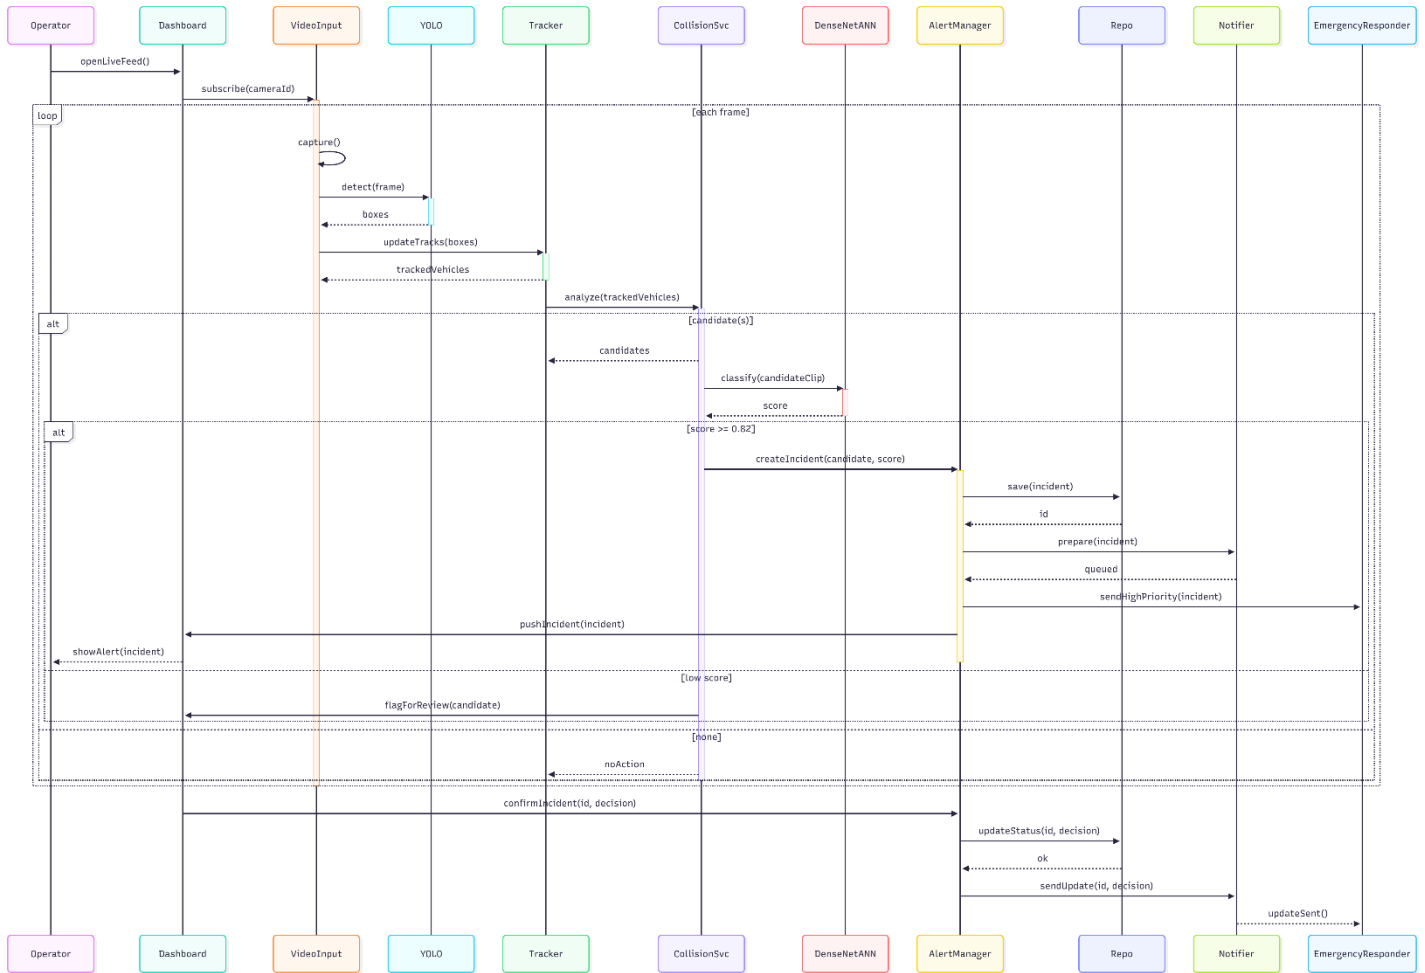 Operator
Dashboard
VideoInput
YOLO
Tracker
CollisionSvc
DenseNetANN
AlertManager
Repo
Notifier
EmergencyResponder
openLiveFeed()
subscribe(cameraId)
loop
[each frame]
capture()
detect(frame)
boxes
updateTracks(boxes)
trackedVehicles
analyze(trackedVehicles)
alt
[candidate(s)]
candidates
classify(candidateClip)
score
alt
[score >= 0.82]
createIncident(candidate, score)
save(incident)
id
prepare(incident)
queued
sendHighPriority(incident)
pushIncident(incident)
showAlert(incident)
[low score]
flagForReview(candidate)
[none]
noAction
confirmIncident(id, decision)
updateStatus(id, decision)
ok
sendUpdate(id, decision)
updateSent()
Operator
Dashboard
VideoInput
YOLO
Tracker
CollisionSvc
DenseNetANN
AlertManager
Repo
Notifier
EmergencyResponder